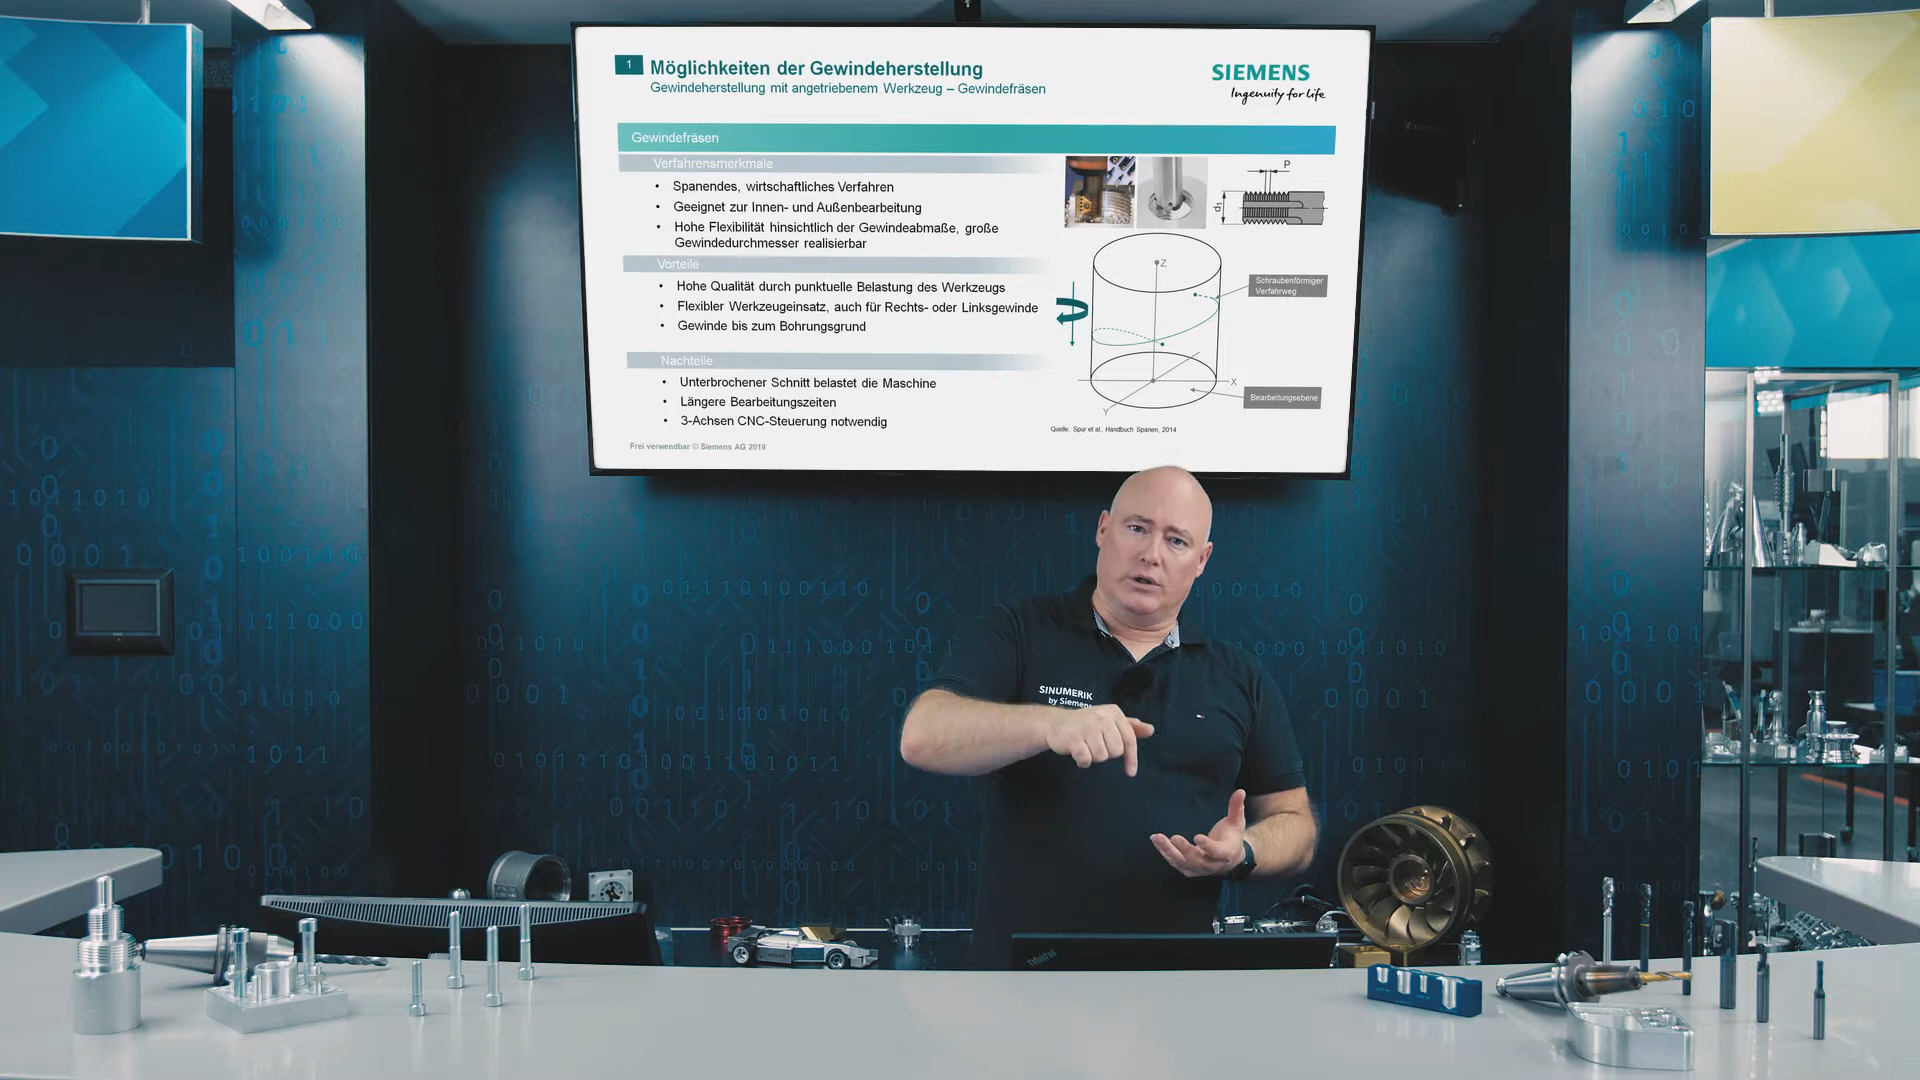 1 Möglichkeiten der Gewindeherstellung
Gewindeherstellung mit angetriebenem Werkzeug – Gewindefräsen
SIEMENS
Ingenuity for life
Gewindefräsen
Verfahrensmerkmale
• Spanendes, wirtschaftliches Verfahren
• Geeignet zur Innen- und Außenbearbeitung
• Hohe Flexibilität hinsichtlich der Gewindeabmaße, große
Gewindedurchmesser realisierbar
Vorteile
• Hohe Qualität durch punktuelle Belastung des Werkzeugs
• Flexibler Werkzeugeinsatz, auch für Rechts- oder Linksgewinde
• Gewinde bis zum Bohrungsgrund
Nachteile
• Unterbrochener Schnitt belastet die Maschine
• Längere Bearbeitungszeiten
• 3-Achsen CNC-Steuerung notwendig
Frei verwendbar © Siemens AG 2019
P
d1
Z
Schraubenförmiger
Verfahrweg
X
Y
Bearbeitungsebene
Quelle: Spur et al., Handbuch Spanen, 2014
SINUMERIK
by Siemens
ThinkPad